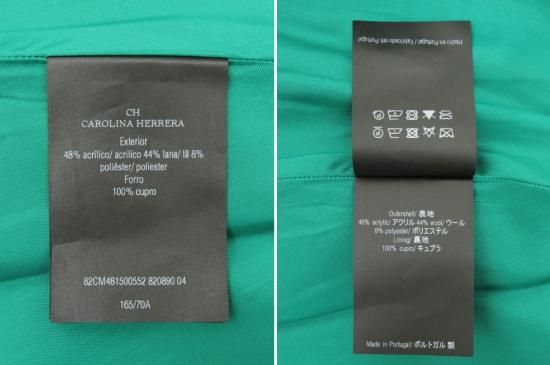 CH
CAROLINA HERRERA
Exterior
48% acrílico/ acrilico 44% lana/ lã 8%
poliéster/ poliester
Forro
100% cupro
82CM481500552 820890 04
165/70A
Hecho en Portugal / Fabricado em Portugal
Outershell/ 表地
48% acrylic/ アクリル 44% wool/ ウール
8% polyester/ ポリエステル
Lining/ 裏地
100% cupro/ キュプラ
Made in Portugal/ ポルトガル 製